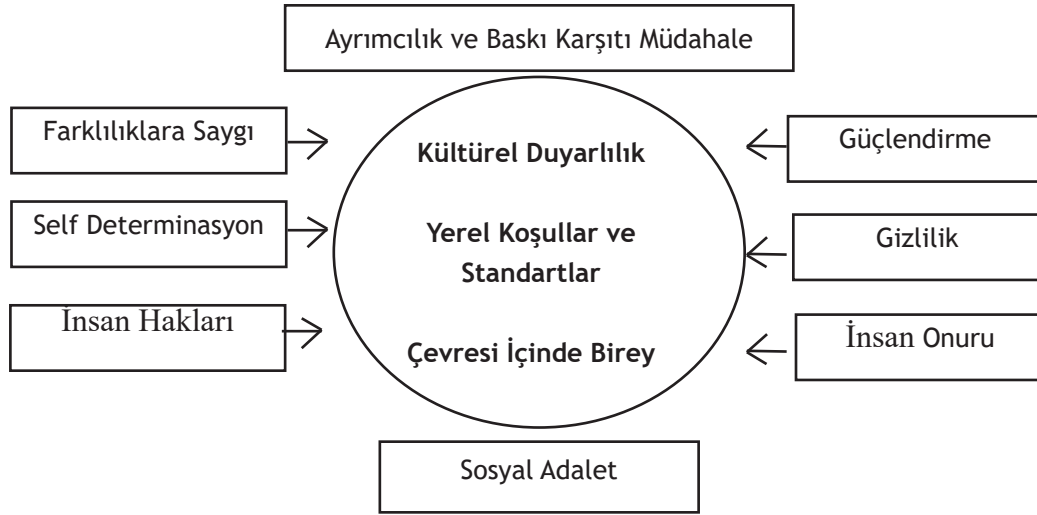 Ayrımcılık ve Baskı Karşıtı Müdahale
Farklılıklara Saygı
Self Determinasyon
İnsan Hakları
Kültürel Duyarlılık
Yerel Koşullar ve
Standartlar
Çevresi İçinde Birey
Güçlendirme
Gizlilik
İnsan Onuru
Sosyal Adalet